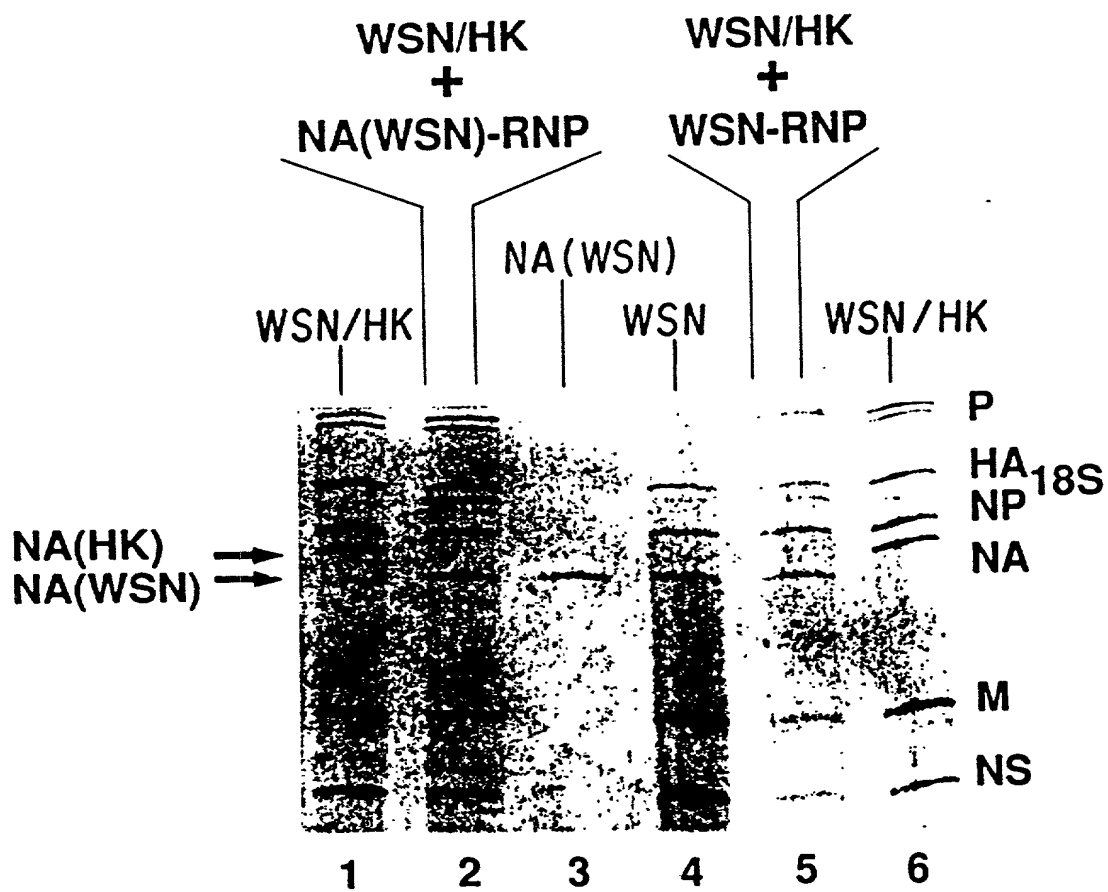 WSN/HK
+
NA(WSN)-RNP
WSN/HK
+
WSN-RNP
NA(WSN)
WSN/HK
WSN
WSN/HK
P
HA
18S
NP
NA
NA(HK)
NA(WSN)
M
NS
1 2 3 4 5 6